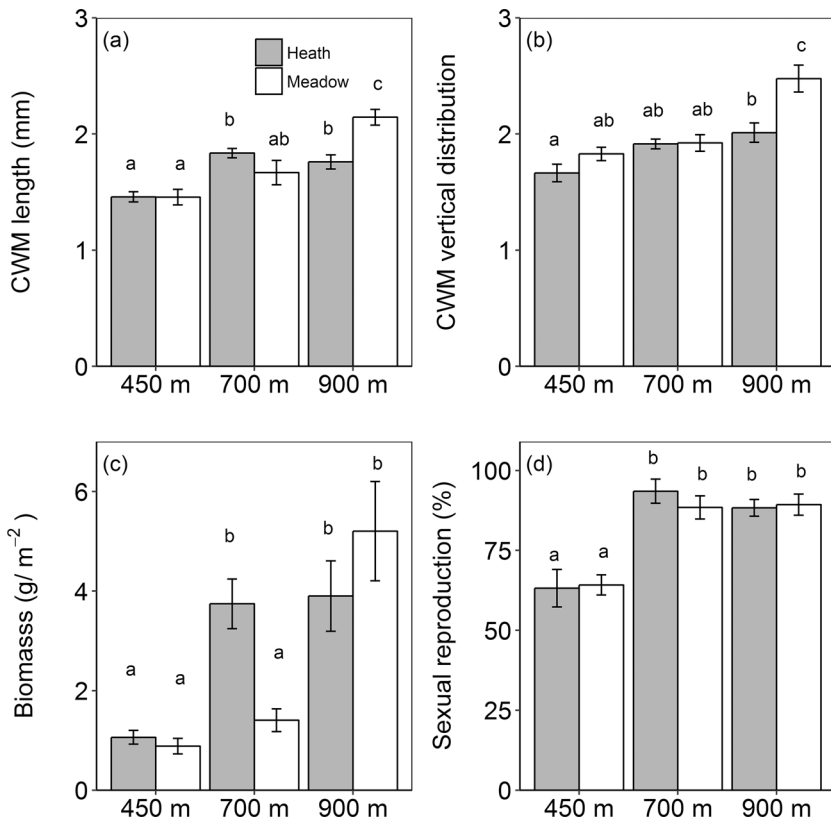 (a)
Heath
Meadow
CWM length (mm)
3
2
1
0
a
a
b
ab
b
c
450 m
700 m
900 m
(b)
CWM vertical distribution
3
2
1
0
a
ab
ab
ab
b
c
450 m
700 m
900 m
(c)
Biomasss (g/ m⁻²)
6
4
2
0
a
a
b
a
b
b
450 m
700 m
900 m
(d)
Sexual reproduction (%)
100
75
50
25
0
a
a
b
b
b
b
450 m
700 m
900 m